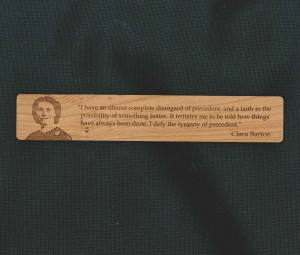 "I have an almost complete disregard of precedent, and a faith in the
possibility of something better. It irritates me to be told how things
have always been done. I defy the tyranny of precedent."
-Clara Barton